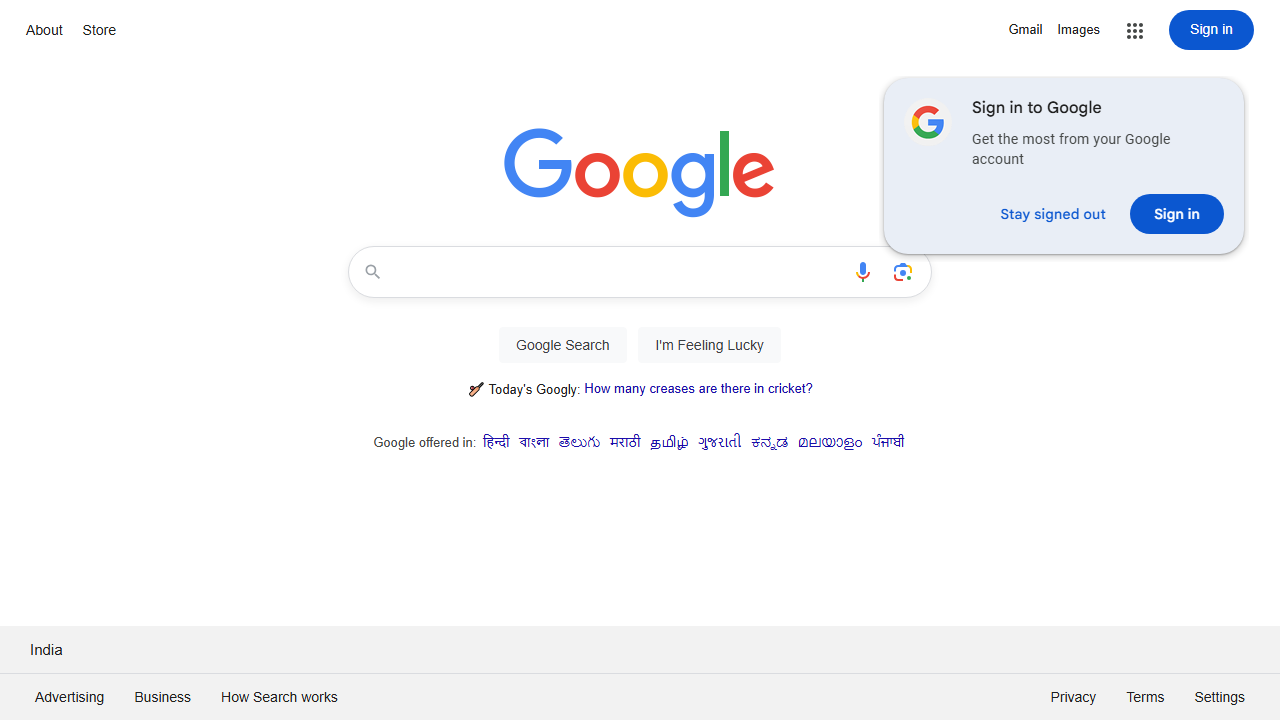 About Store
Gmail Images Sign in
Sign in to Google
Get the most from your Google
account
Stay signed out Sign in
Google
Google Search I'm Feeling Lucky
Today's Googly: How many creases are there in cricket?
Google offered in: हिन्दी বাংলা తెలుగు मराठी தமிழ் ગુજરાતી ಕನ್ನಡ മലയാളം ਪੰਜਾਬੀ
India
Advertising Business How Search works
Privacy Terms Settings